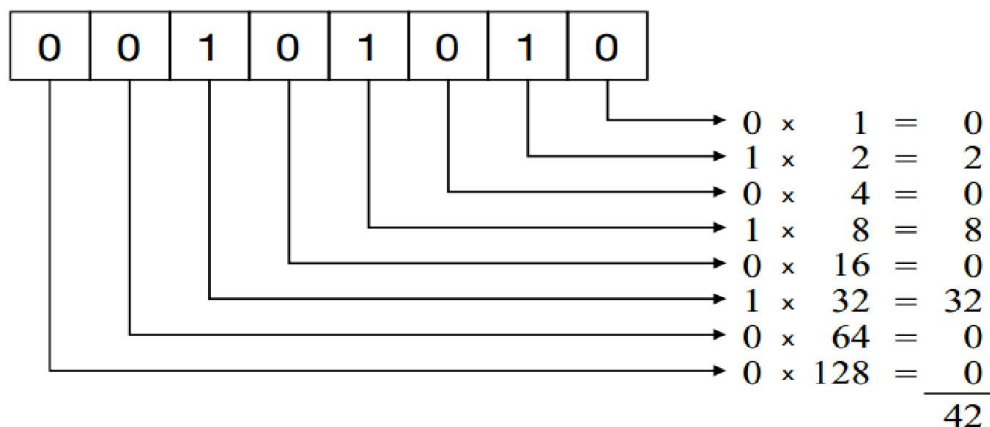 0 0 1 0 1 0 1 0
0 × 1 = 0
1 × 2 = 2
0 × 4 = 0
1 × 8 = 8
0 × 16 = 0
1 × 32 = 32
0 × 64 = 0
0 × 128 = 0
42